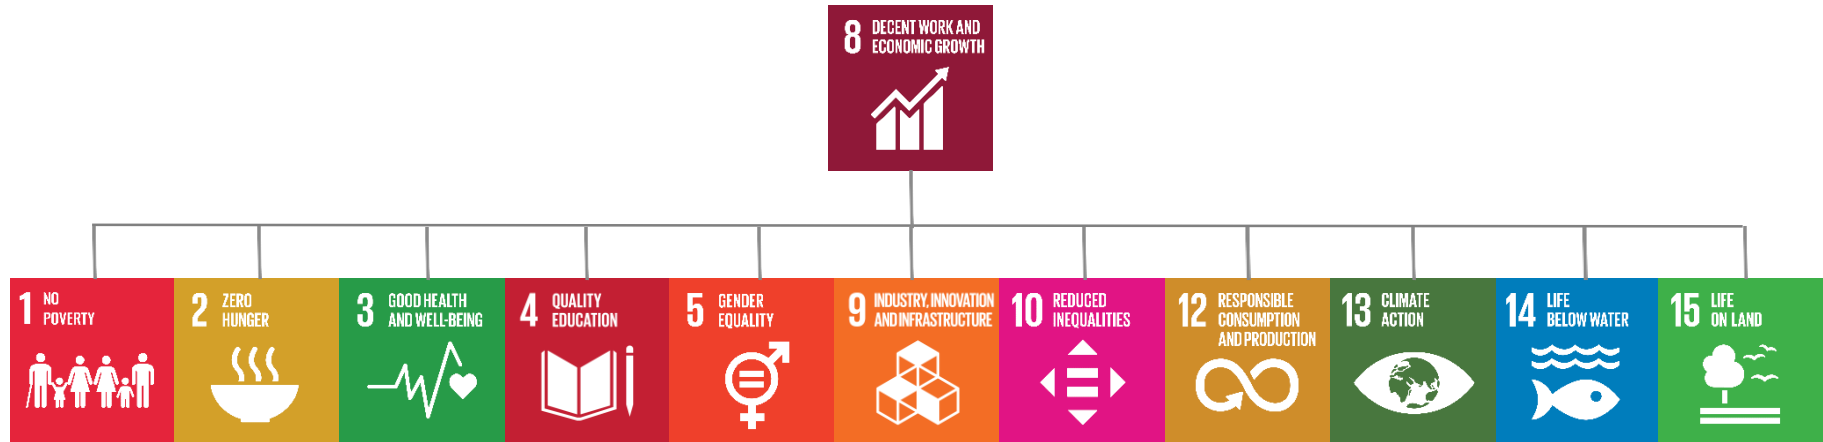 8 DECENT WORK AND
ECONOMIC GROWTH
1 NO
POVERTY
2 ZERO
HUNGER
3 GOOD HEALTH
AND WELL-BEING
4 QUALITY
EDUCATION
5 GENDER
EQUALITY
9 INDUSTRY, INNOVATION
AND INFRASTRUCTURE
10 REDUCED
INEQUALITIES
12 RESPONSIBLE
CONSUMPTION
AND PRODUCTION
13 CLIMATE
ACTION
14 LIFE
BELOW WATER
15 LIFE
ON LAND